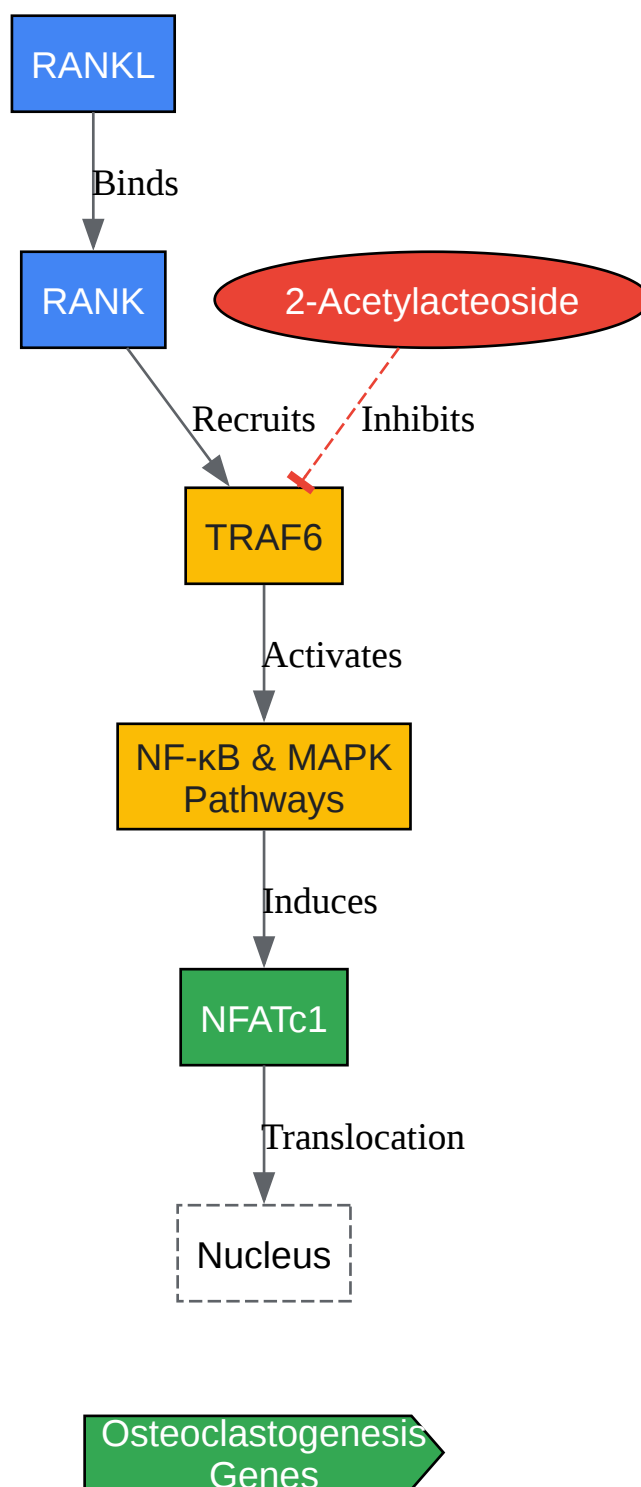 RANKL
Binds
RANK
2-Acetylacteoside
Recruits
Inhibits
TRAF6
Activates
NF-κB & MAPK
Pathways
Induces
NFATc1
Translocation
Nucleus
Osteoclastogenesis
Genes